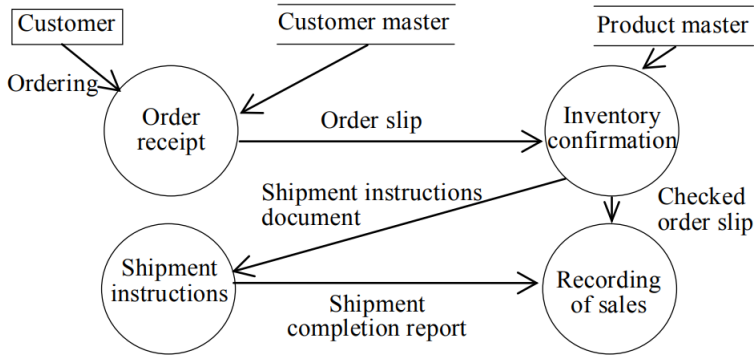 Customer
Customer master
Product master
Ordering
Order
receipt
Order slip
Inventory
confirmation
Shipment instructions
document
Checked
order slip
Shipment
instructions
Shipment
completion report
Recording
of sales